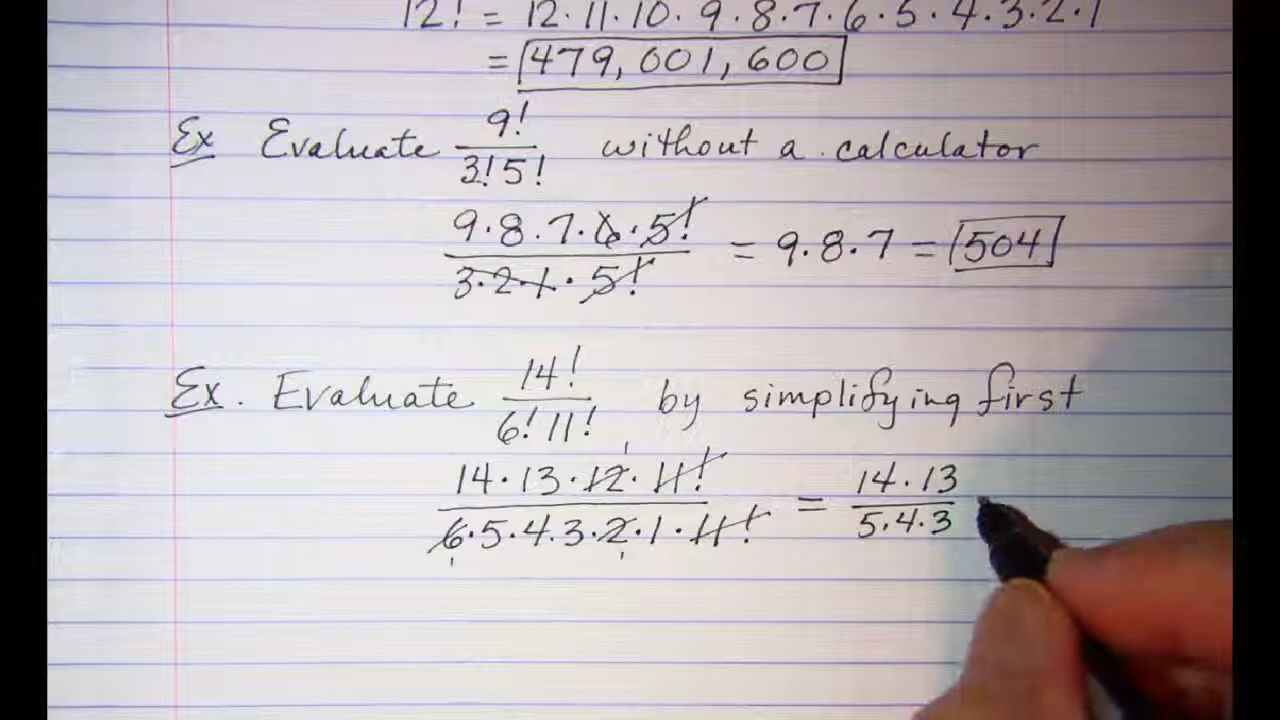 12! = 12·11·10·9·8·7·6·5·4·3·2·1
= 479,001,600
Ex Evaluate 9!/3!5! without a calculator
9·8·7·6·5!/3·2·1·5! = 9·8·7 = 504
Ex. Evaluate 14!/6!11! by simplifying first
14·13·12·11!/6·5·4·3·2·1·11! = 14·13/5·4·3